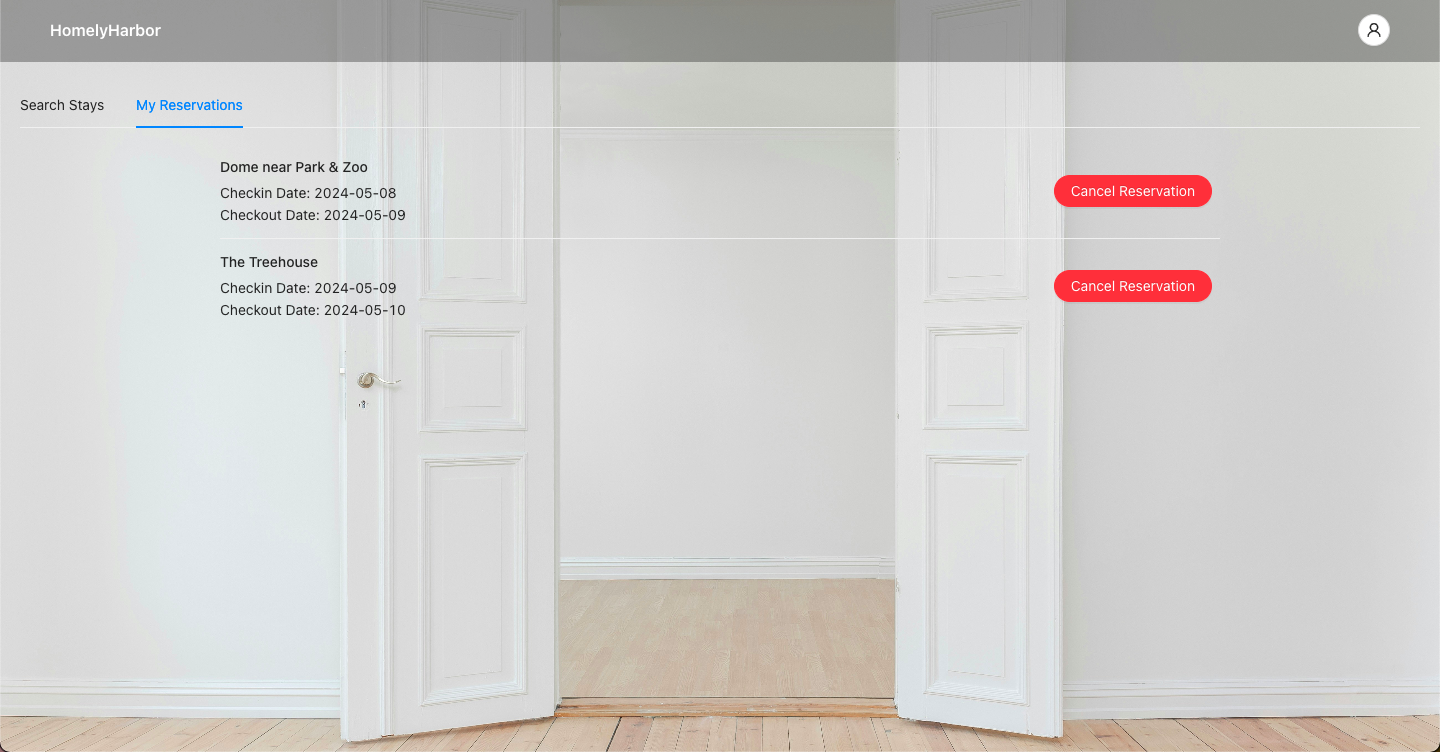 HomelyHarbor
Search Stays
My Reservations
Dome near Park & Zoo
Checkin Date: 2024-05-08
Checkout Date: 2024-05-09
Cancel Reservation
The Treehouse
Checkin Date: 2024-05-09
Checkout Date: 2024-05-10
Cancel Reservation